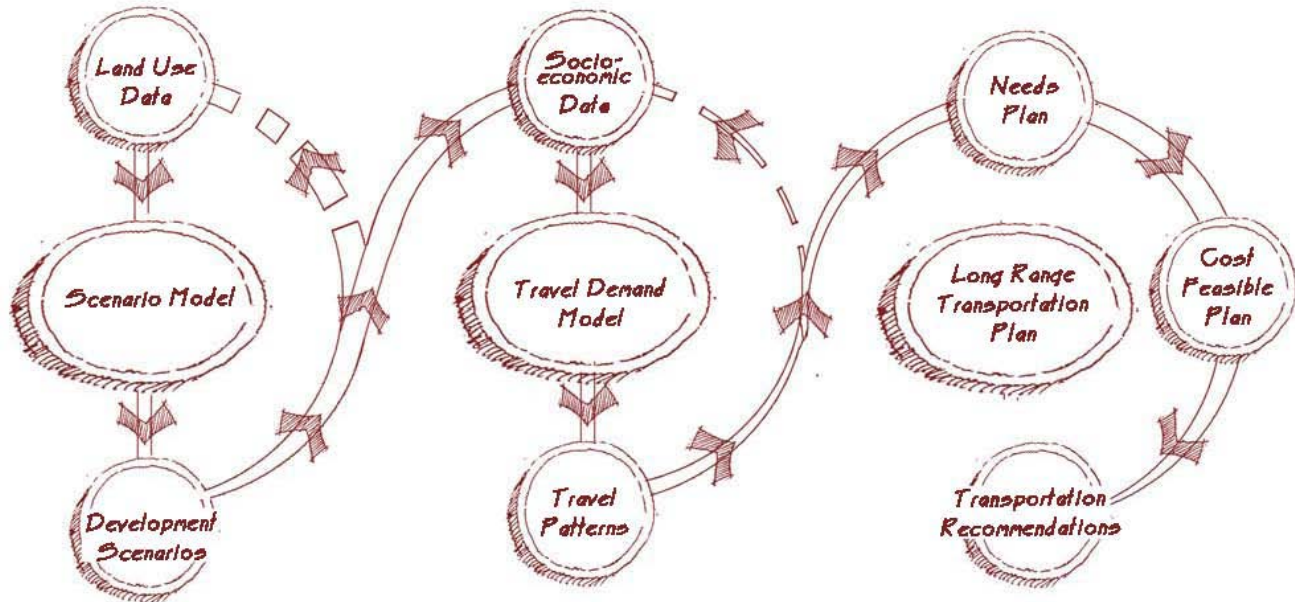 Land Use
Data
Scenario Model
Development
Scenarios
Socio-
economic
Data
Travel Demand
Model
Travel
Patterns
Needs
Plan
Cost
Feasible
Plan
Long Range
Transportation
Plan
Transportation
Recommendations